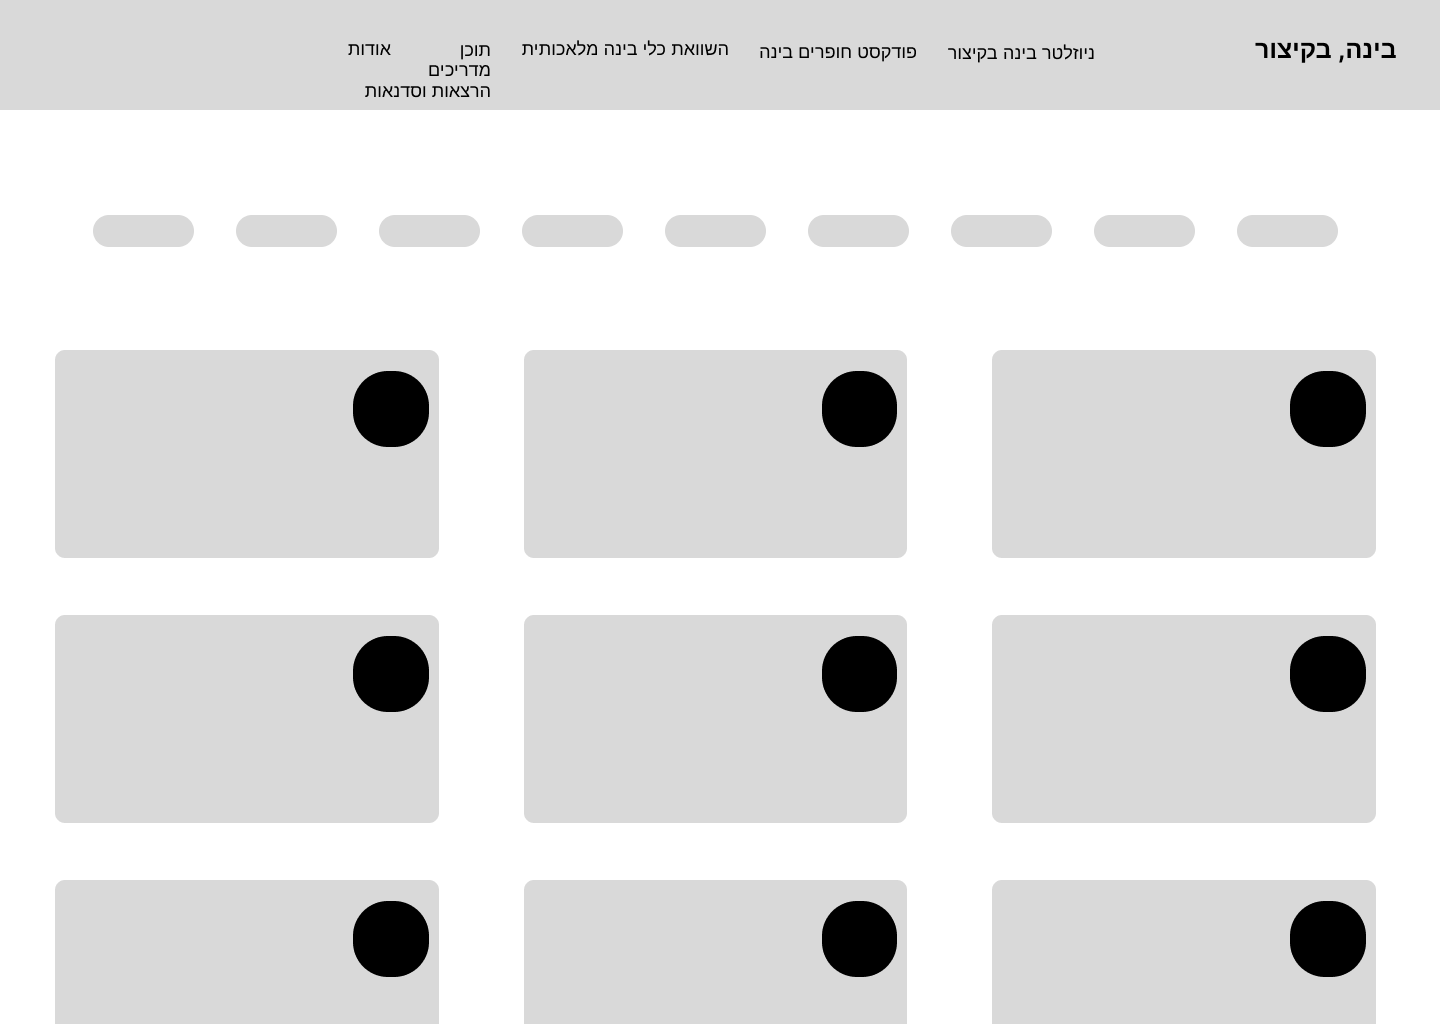 בינה, בקיצור
ניוזלטר בינה בקיצור
פודקסט חופרים בינה
השוואת כלי בינה מלאכותית
תוכן
מדריכים
הרצאות וסדנאות
אודות